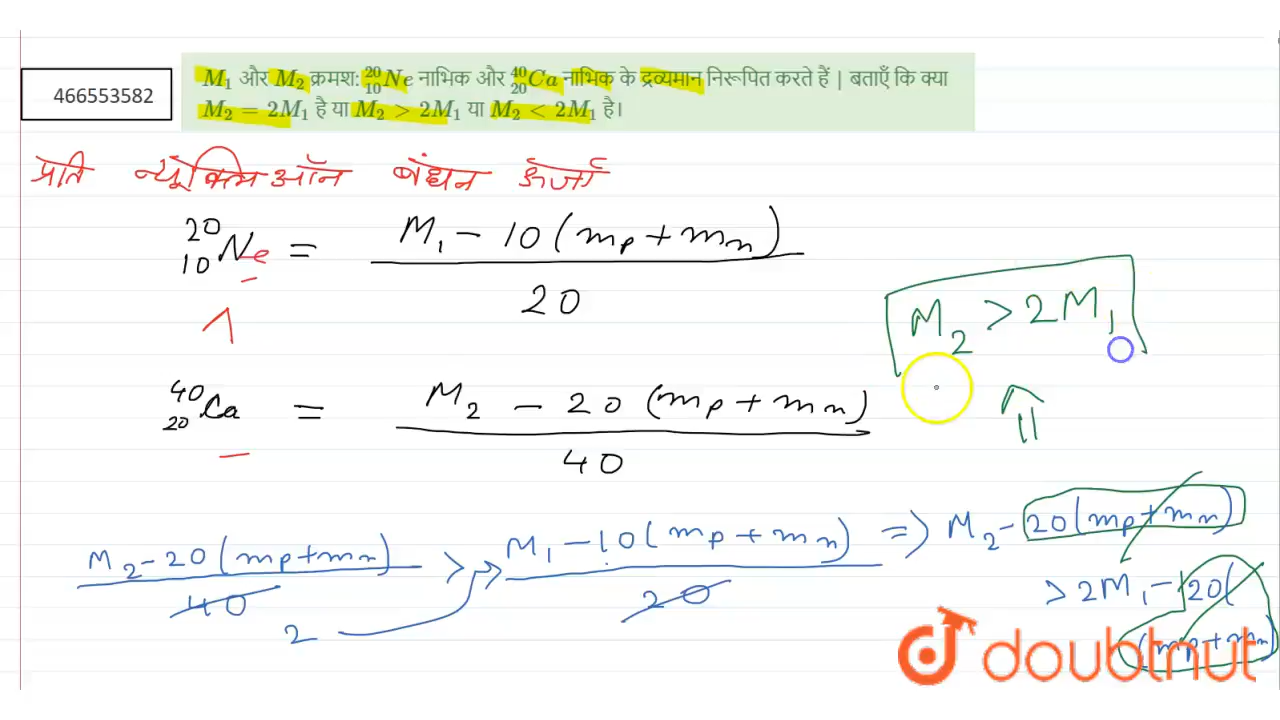 466553582
M₁ और M₂ क्रमश: ²⁰₁₀Ne नाभिक और ⁴⁰₂₀Ca नाभिक के द्रव्यमान निरूपित करते हैं | बताएँ कि क्या
M₂ = 2M₁ है या M₂ > 2M₁ या M₂ < 2M₁ है।
प्रति न्यूक्लिऑन बंधन ऊर्जा
²⁰₁₀Ne = M₁ - 10 (mp + mn) / 20
M₂ > 2M₁
⁴⁰₂₀Ca = M₂ - 20 (mp + mn) / 40
M₂ - 20 (mp + mn) / 40 > M₁ - 10 (mp + mn) / 20 => M₂ - 20 (mp + mn)
2
> 2M₁ - 20(
(mp + mn)
doubtnut